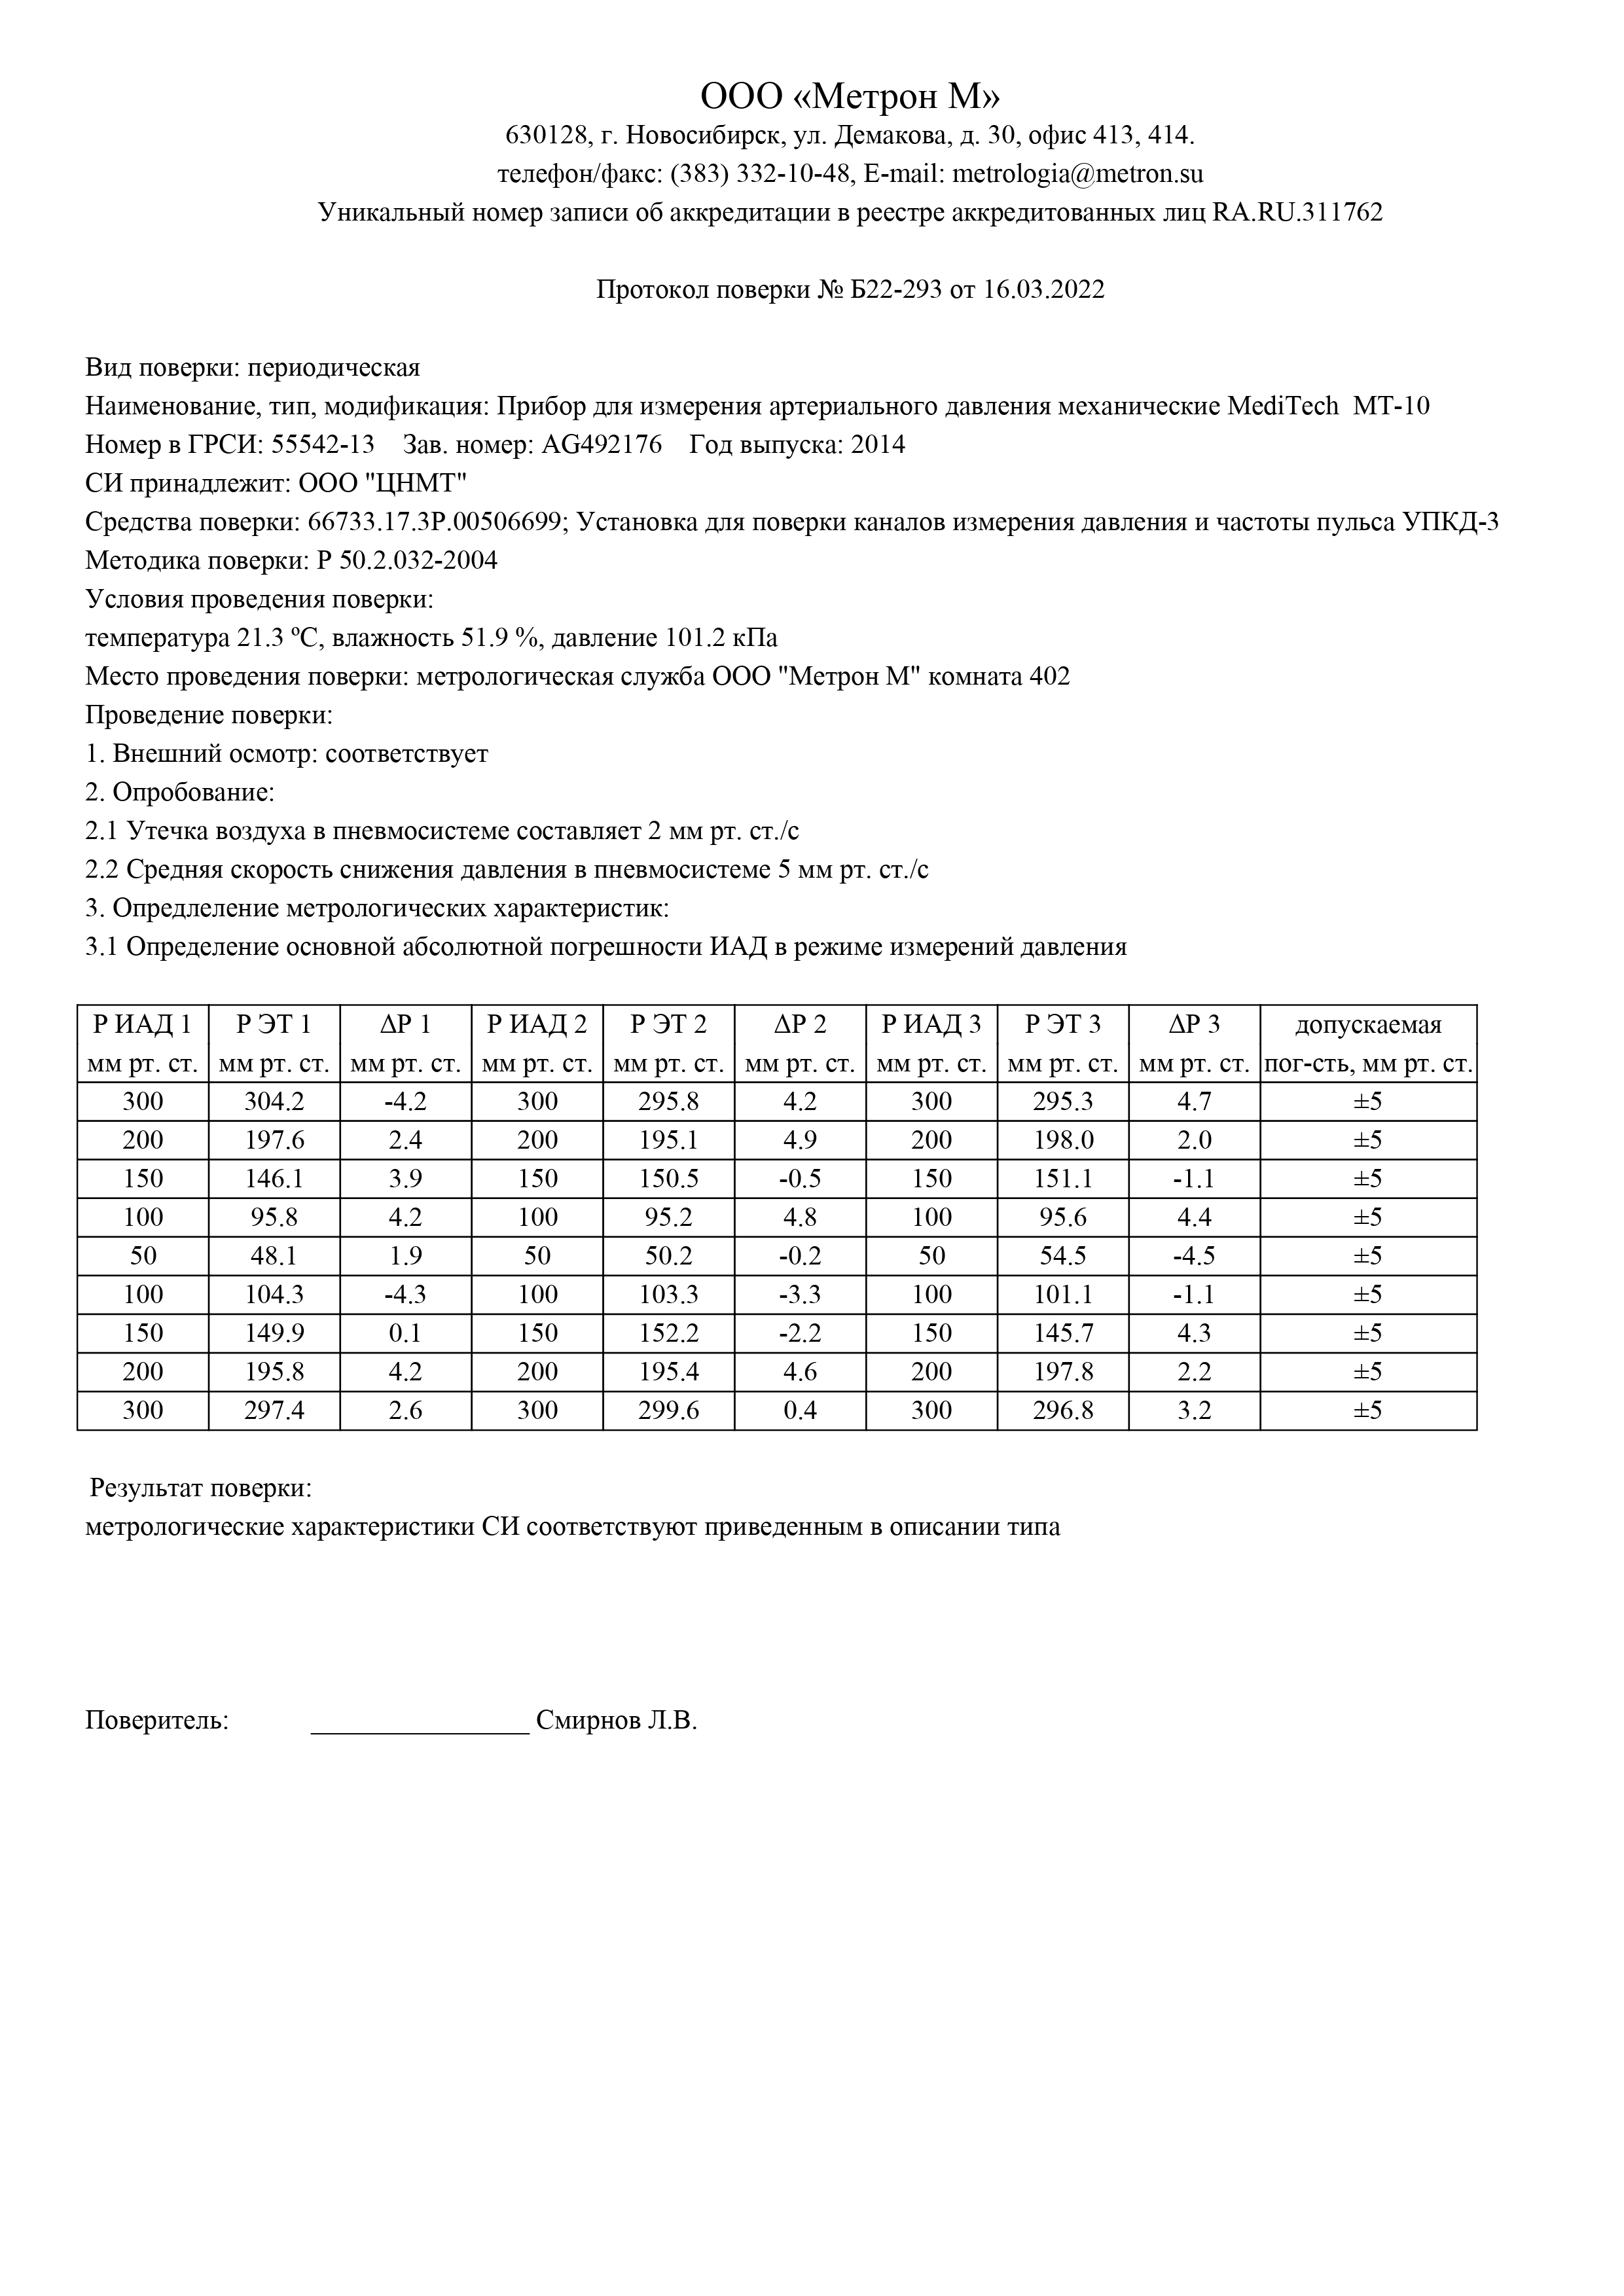 ООО «Метрон М»
630128, г. Новосибирск, ул. Демакова, д. 30, офис 413, 414.
телефон/факс: (383) 332-10-48, E-mail: metrologia@metron.su
Уникальный номер записи об аккредитации в реестре аккредитованных лиц RA.RU.311762
Протокол поверки № Б22-293 от 16.03.2022
Вид поверки: периодическая
Наименование, тип, модификация: Прибор для измерения артериального давления механические MediTech  МТ-10
Номер в ГРСИ: 55542-13    Зав. номер: AG492176    Год выпуска: 2014
СИ принадлежит: ООО "ЦНМТ"
Средства поверки: 66733.17.3Р.00506699; Установка для поверки каналов измерения давления и частоты пульса УПКД-3
Методика поверки: Р 50.2.032-2004
Условия проведения поверки:
температура 21.3 ºС, влажность 51.9 %, давление 101.2 кПа
Место проведения поверки: метрологическая служба ООО "Метрон М" комната 402
Проведение поверки:
1. Внешний осмотр: соответствует
2. Опробование:
2.1 Утечка воздуха в пневмосистеме составляет 2 мм рт. ст./с
2.2 Средняя скорость снижения давления в пневмосистеме 5 мм рт. ст./с
3. Опредлеление метрологических характеристик:
3.1 Определение основной абсолютной погрешности ИАД в режиме измерений давления
Р ИАД 1 Р ЭТ 1 ΔР 1 Р ИАД 2 Р ЭТ 2 ΔР 2 Р ИАД 3 Р ЭТ 3 ΔР 3 допускаемая
мм рт. ст. мм рт. ст. мм рт. ст. мм рт. ст. мм рт. ст. мм рт. ст. мм рт. ст. мм рт. ст. мм рт. ст. пог-сть, мм рт. ст.
300 304.2 -4.2 300 295.8 4.2 300 295.3 4.7 ±5
200 197.6 2.4 200 195.1 4.9 200 198.0 2.0 ±5
150 146.1 3.9 150 150.5 -0.5 150 151.1 -1.1 ±5
100 95.8 4.2 100 95.2 4.8 100 95.6 4.4 ±5
50 48.1 1.9 50 50.2 -0.2 50 54.5 -4.5 ±5
100 104.3 -4.3 100 103.3 -3.3 100 101.1 -1.1 ±5
150 149.9 0.1 150 152.2 -2.2 150 145.7 4.3 ±5
200 195.8 4.2 200 195.4 4.6 200 197.8 2.2 ±5
300 297.4 2.6 300 299.6 0.4 300 296.8 3.2 ±5
Результат поверки:
метрологические характеристики СИ соответствуют приведенным в описании типа
Поверитель: ________________ Смирнов Л.В.